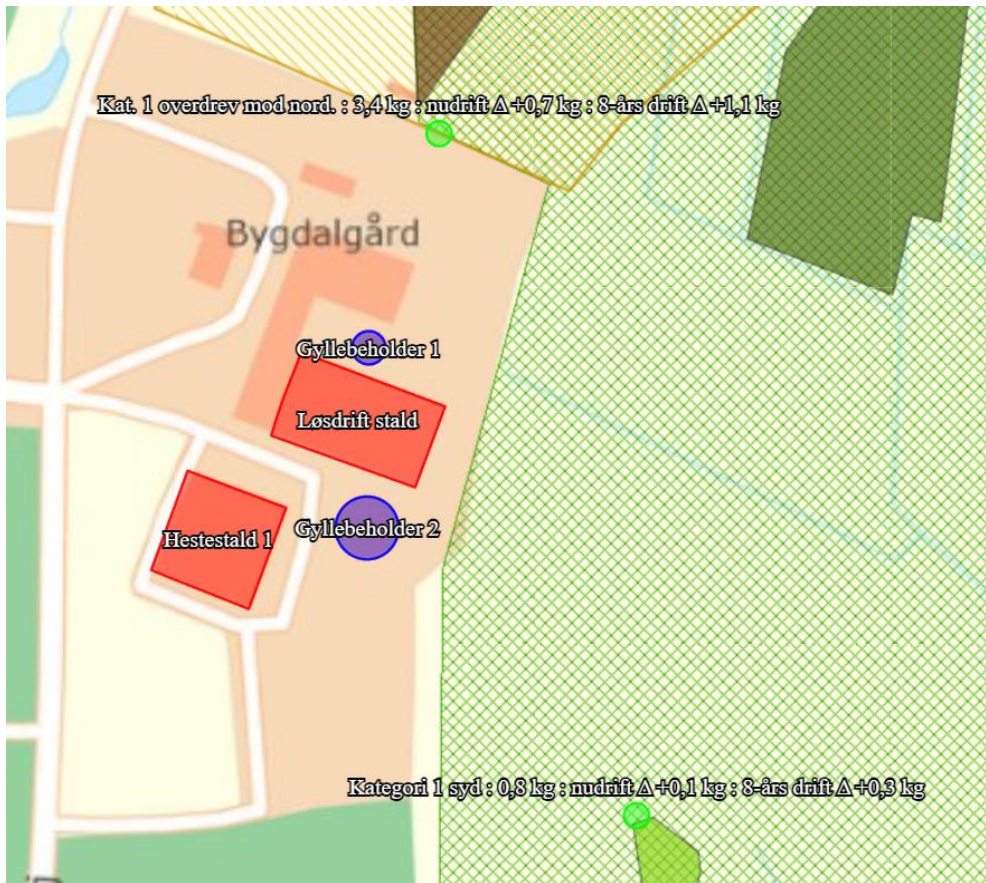 Kat. 1 overdrev mod nord. : 3,4 kg : nudrift Δ +0,7 kg : 8-års drift Δ +1,1 kg
Bygdalgård
Gyllebeholder 1
Løsdrift stald
Gyllebeholder 2
Hestestald 1
Kategori 1 syd : 0,8 kg : nudrift Δ +0,1 kg : 8-års drift Δ +0,3 kg